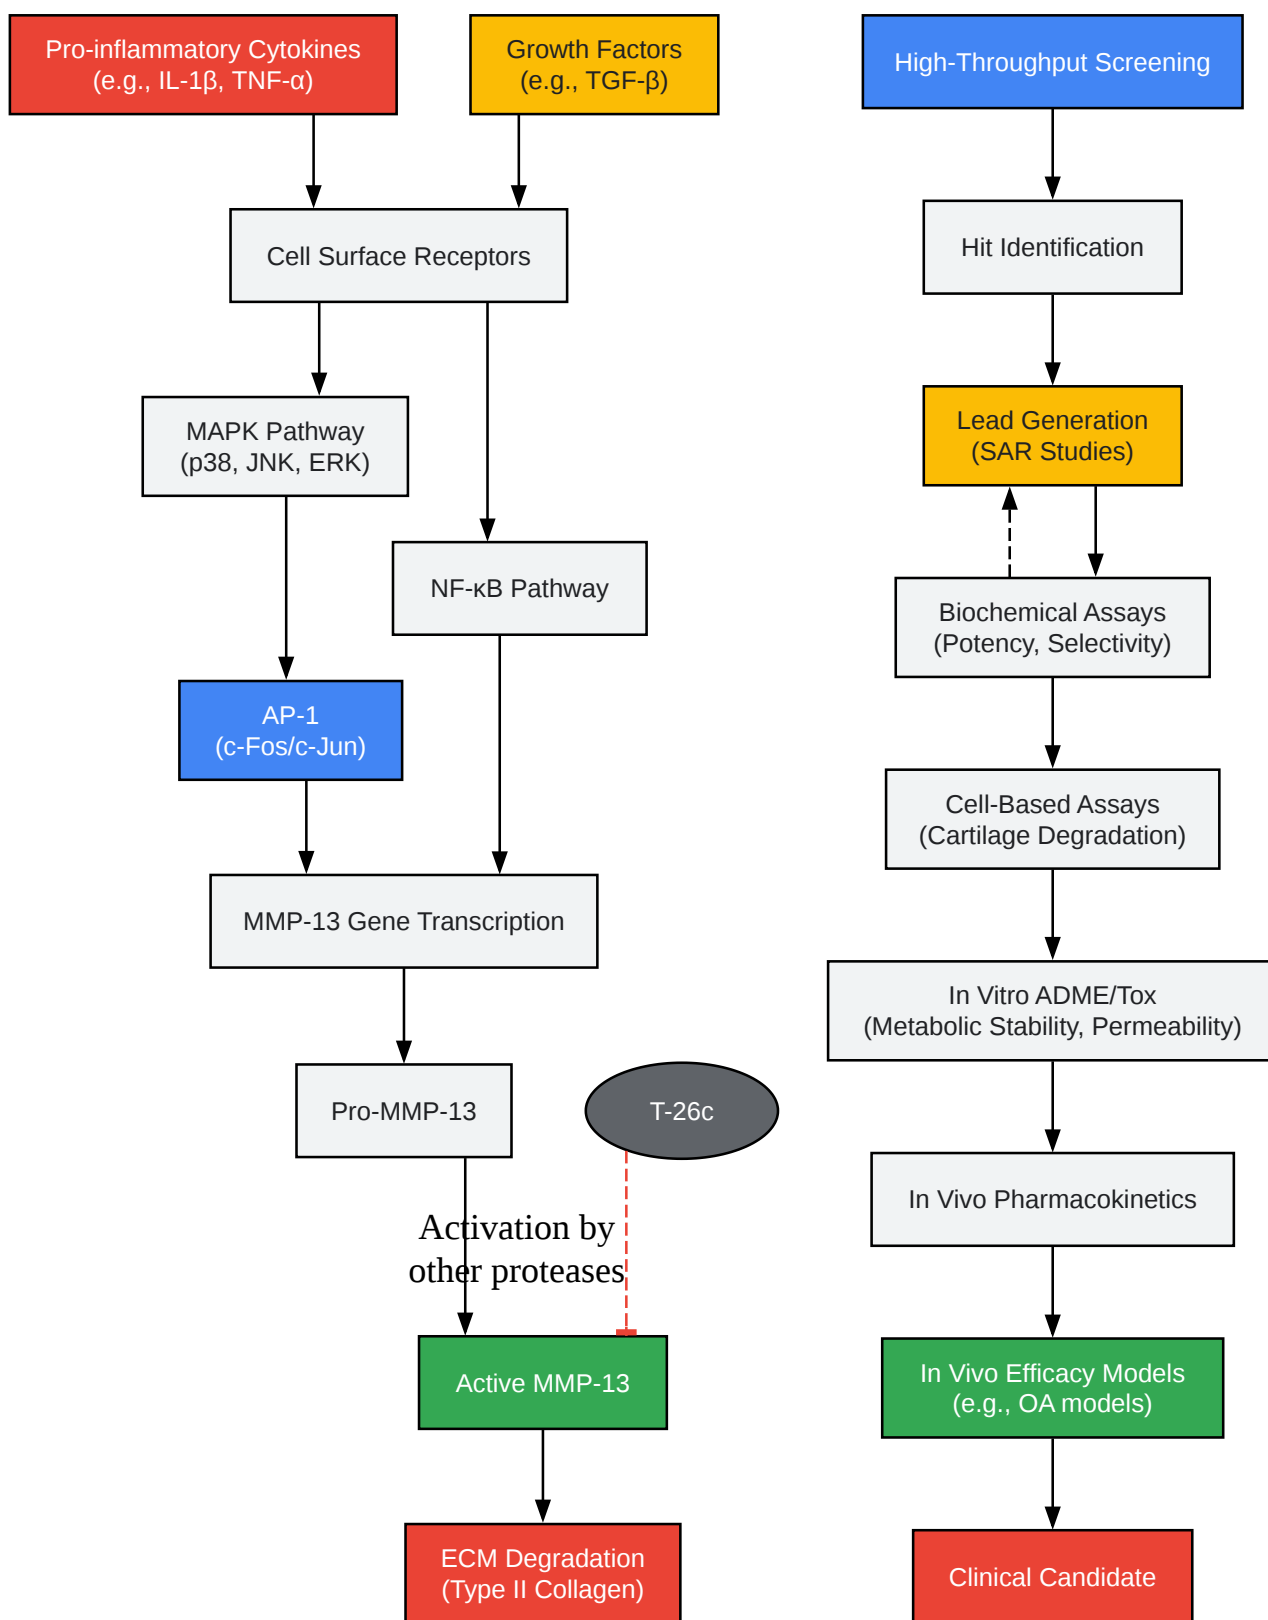 Pro-inflammatory Cytokines
(e.g., IL-1β, TNF-α)
Growth Factors
(e.g., TGF-β)
Cell Surface Receptors
MAPK Pathway
(p38, JNK, ERK)
NF-κB Pathway
AP-1
(c-Fos/c-Jun)
MMP-13 Gene Transcription
Pro-MMP-13
T-26c
Activation by
other proteases
Active MMP-13
ECM Degradation
(Type II Collagen)
High-Throughput Screening
Hit Identification
Lead Generation
(SAR Studies)
Biochemical Assays
(Potency, Selectivity)
Cell-Based Assays
(Cartilage Degradation)
In Vitro ADME/Tox
(Metabolic Stability, Permeability)
In Vivo Pharmacokinetics
In Vivo Efficacy Models
(e.g., OA models)
Clinical Candidate